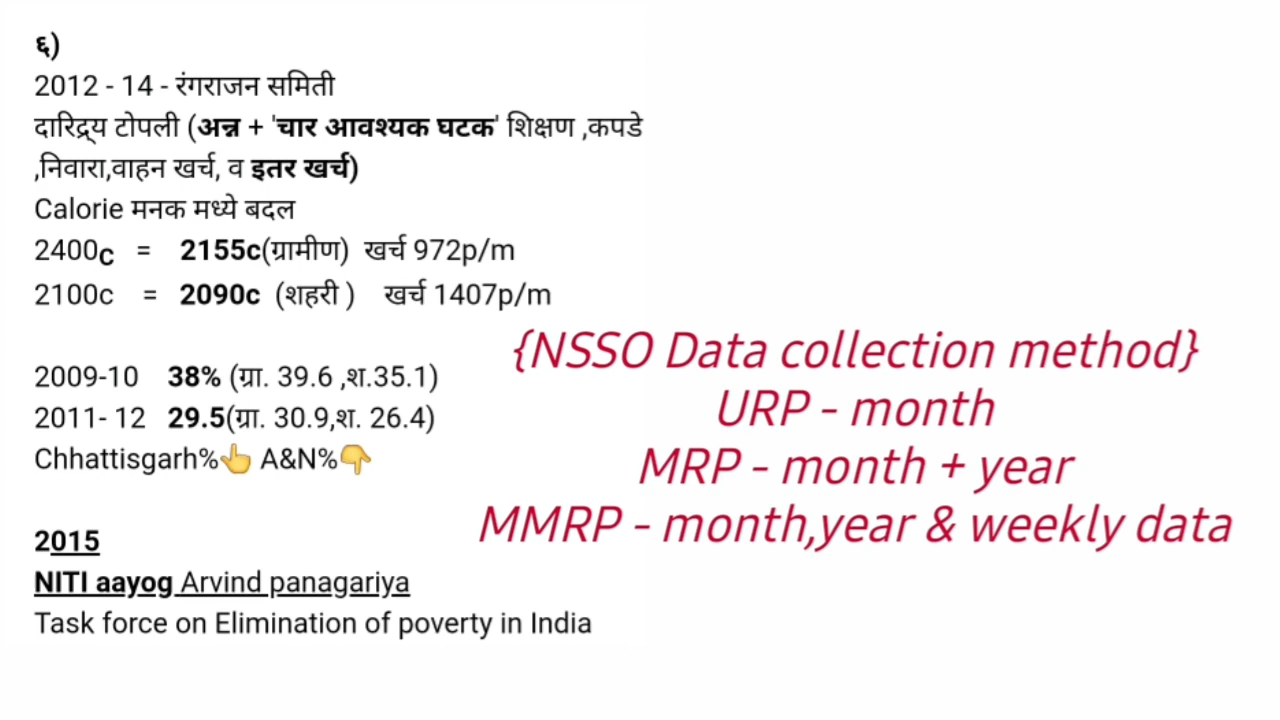 ६)
2012 - 14 - रंगराजन समिती
दारिद्र्य टोपली (अन्न + 'चार आवश्यक घटक' शिक्षण ,कपडे
,निवारा,वाहन खर्च, व इतर खर्च)
Calorie मनक मध्ये बदल
2400c = 2155c(ग्रामीण) खर्च 972p/m
2100c = 2090c (शहरी ) खर्च 1407p/m
2009-10 38% (ग्रा. 39.6 ,श.35.1)
2011- 12 29.5(ग्रा. 30.9,श. 26.4)
Chhattisgarh%👆 A&N%👇
2015
NITI aayog Arvind panagariya
Task force on Elimination of poverty in India
{NSSO Data collection method}
URP - month
MRP - month + year
MMRP - month,year & weekly data